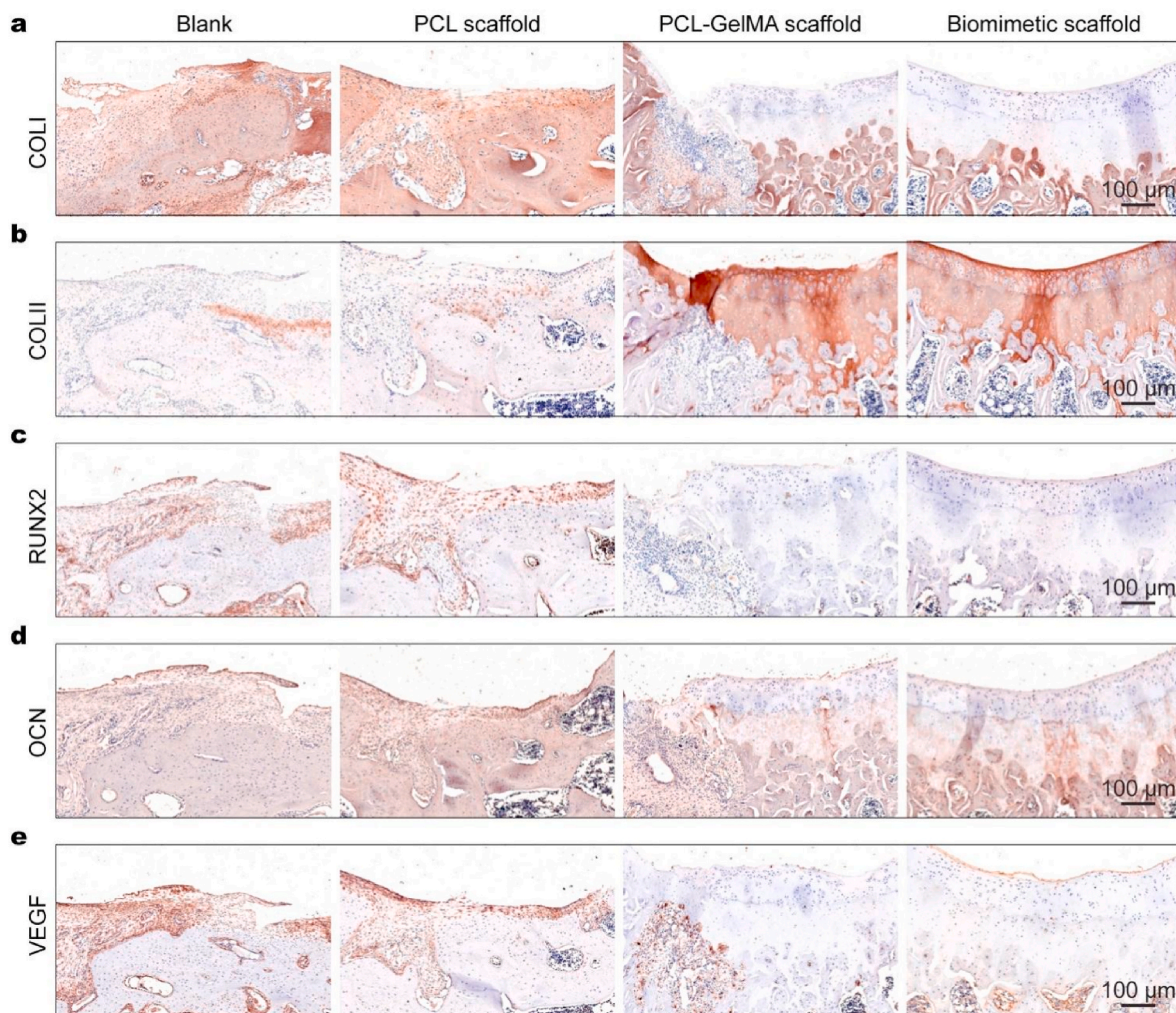 a Blank PCL scaffold PCL-GelMA scaffold Biomimetic scaffold
COLI
100 µm
b
COLII
100 µm
c
RUNX2
100 µm
d
OCN
100 µm
e
VEGF
100 µm